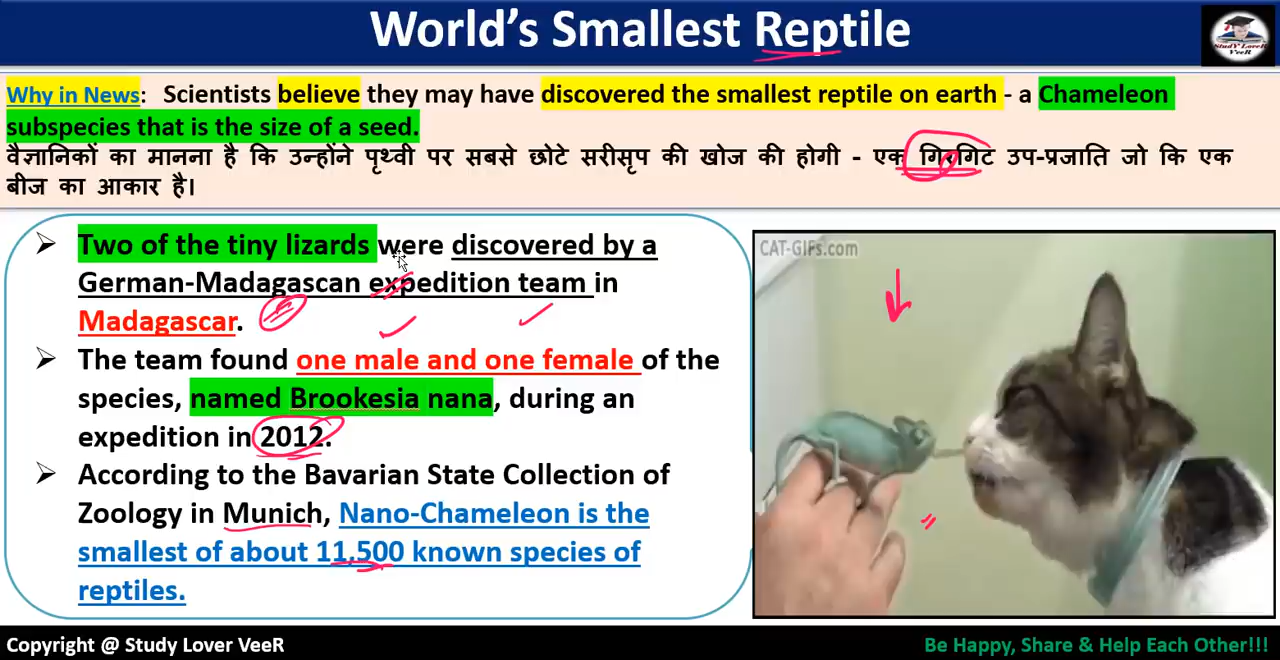 World's Smallest Reptile
StudY LoveR
VeeR
Why in News: Scientists believe they may have discovered the smallest reptile on earth - a Chameleon
subspecies that is the size of a seed.
वैज्ञानिकों का मानना है कि उन्होंने पृथ्वी पर सबसे छोटे सरीसृप की खोज की होगी - एक गिरगिट उप-प्रजाति जो कि एक
बीज का आकार है।
➢ Two of the tiny lizards were discovered by a
German-Madagascan expedition team in
Madagascar.
➢ The team found one male and one female of the
species, named Brookesia nana, during an
expedition in 2012.
➢ According to the Bavarian State Collection of
Zoology in Munich, Nano-Chameleon is the
smallest of about 11,500 known species of
reptiles.
CAT-GIFs.com
Copyright @ Study Lover VeeR
Be Happy, Share & Help Each Other!!!